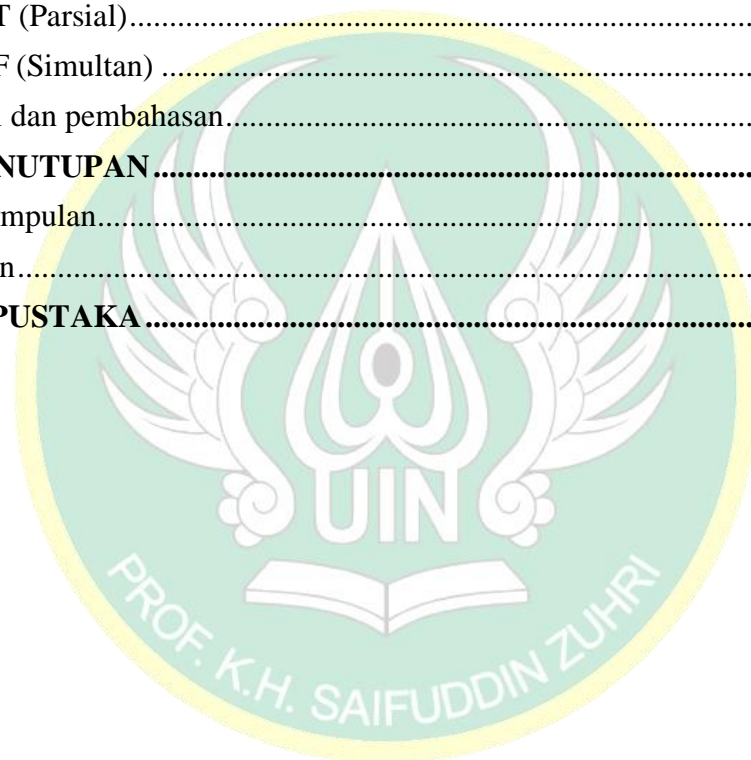 T (Parsial)................................................................
F (Simultan) ................................................................
dan pembahasan................................................................
NUTUPAN................................................................
mpulan................................................................
n................................................................
PUSTAKA................................................................
UIN
PROF. K.H. SAIFUDDIN ZUHRI